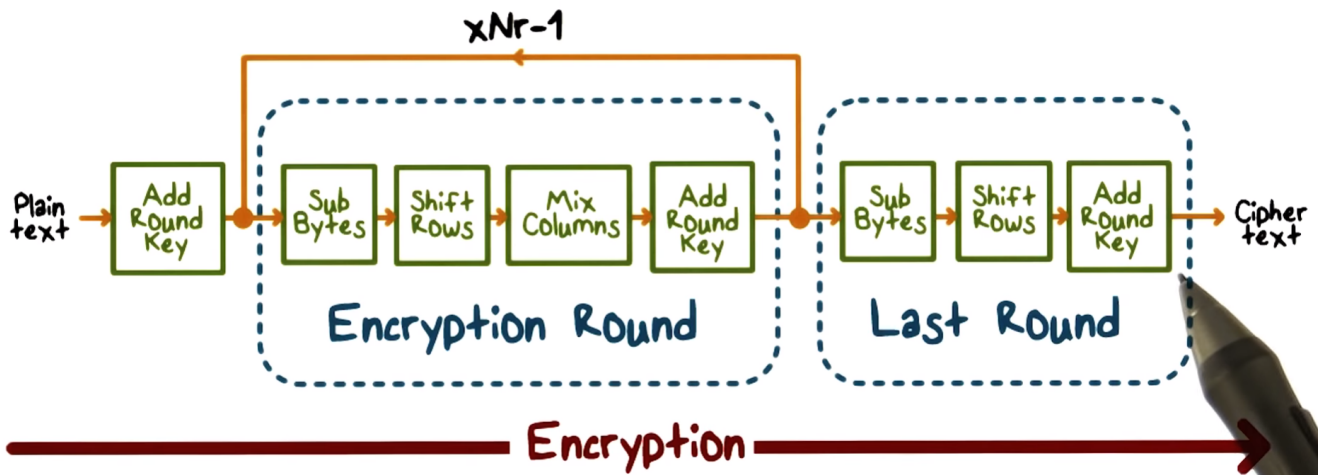 xNr-1
Plain
text
Add
Round
Key
Sub
Bytes
Shift
Rows
Mix
Columns
Add
Round
Key
Encryption Round
Sub
Bytes
Shift
Rows
Add
Round
Key
Last Round
Cipher
text
Encryption